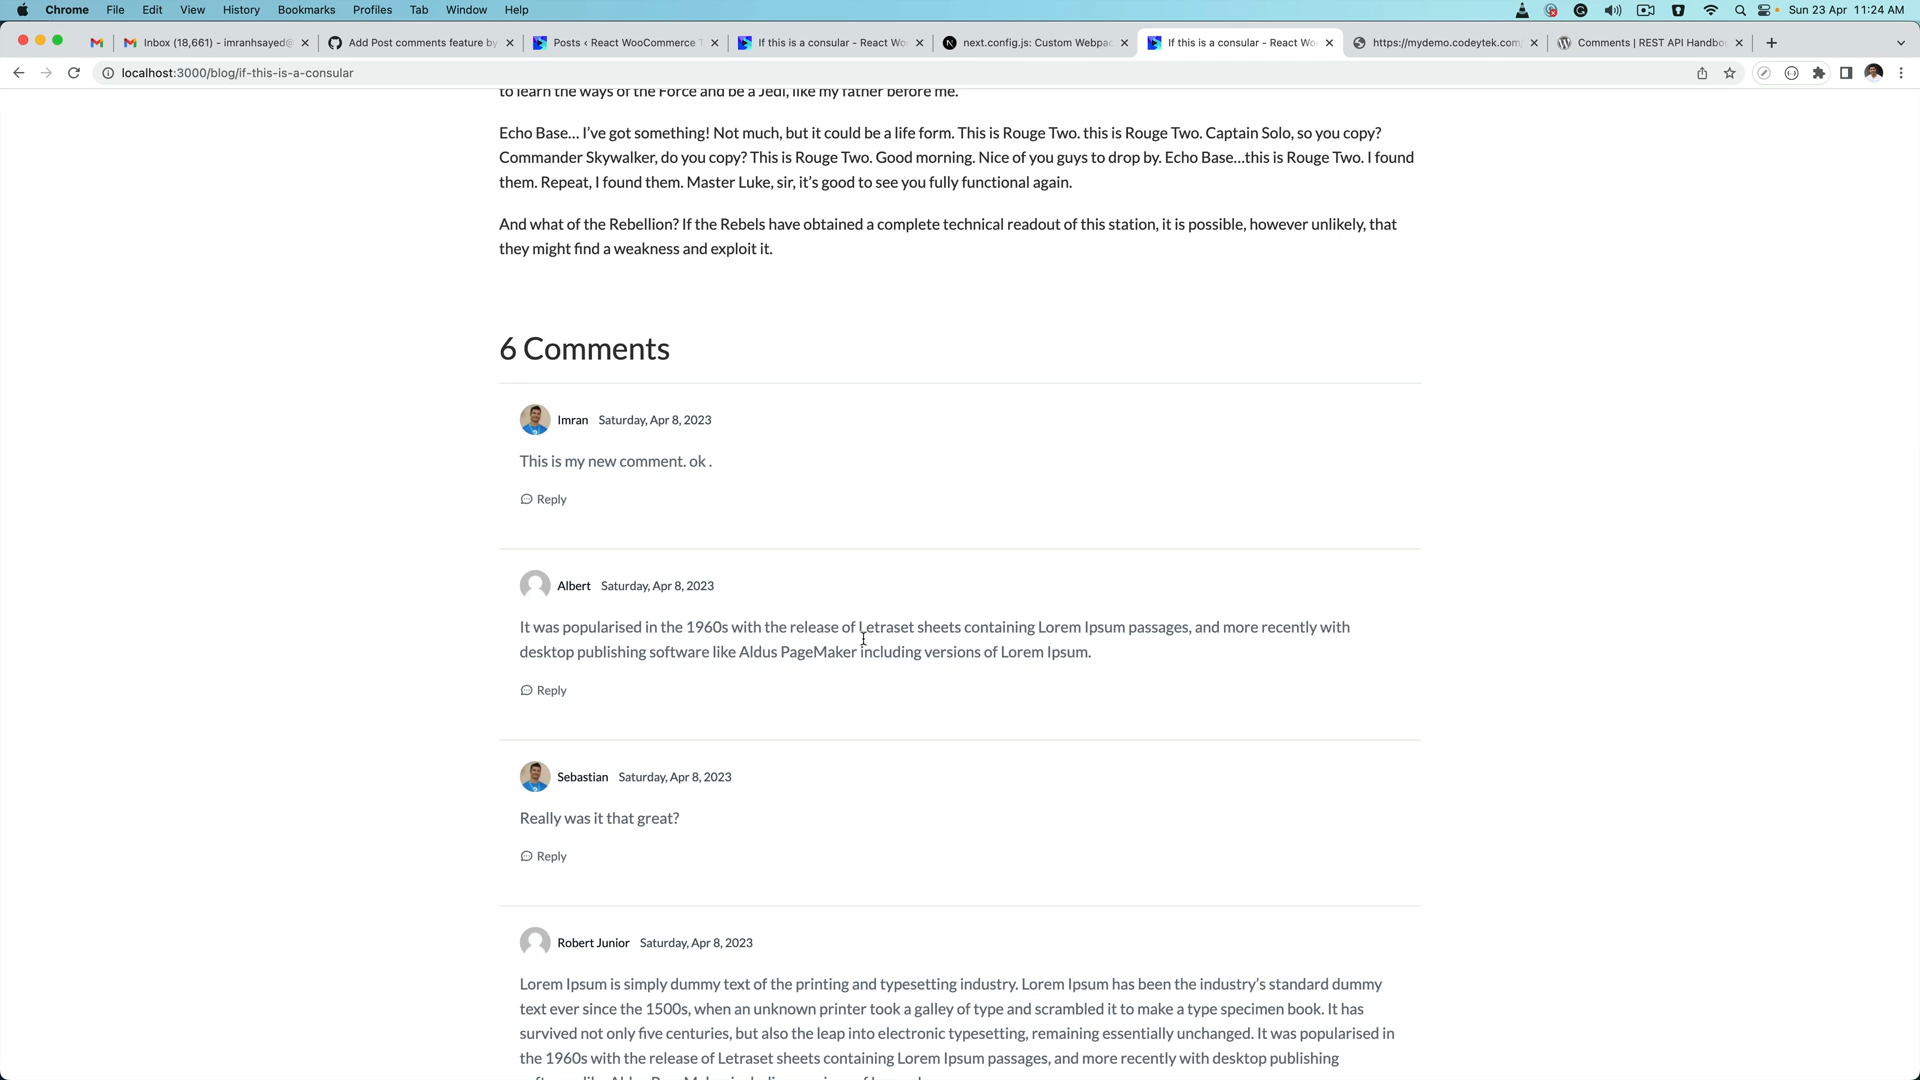 Chrome File Edit View History Bookmarks Profiles Tab Window Help Sun 23 Apr 11:24 AM
Inbox (18,661) - imranhsayed@ Add Post comments feature by Posts ‹ React WooCommerce T If this is a consular - React Wo next.config.js: Custom Webpac If this is a consular - React Wo https://mydemo.codeytek.com Comments | REST API Handbo
localhost:3000/blog/if-this-is-a-consular
to learn the ways of the Force and be a Jedi, like my father before me.
Echo Base… I've got something! Not much, but it could be a life form. This is Rouge Two. this is Rouge Two. Captain Solo, so you copy?
Commander Skywalker, do you copy? This is Rouge Two. Good morning. Nice of you guys to drop by. Echo Base…this is Rouge Two. I found
them. Repeat, I found them. Master Luke, sir, it's good to see you fully functional again.
And what of the Rebellion? If the Rebels have obtained a complete technical readout of this station, it is possible, however unlikely, that
they might find a weakness and exploit it.
6 Comments
Imran Saturday, Apr 8, 2023
This is my new comment. ok .
Reply
Albert Saturday, Apr 8, 2023
It was popularised in the 1960s with the release of Letraset sheets containing Lorem Ipsum passages, and more recently with
desktop publishing software like Aldus PageMaker including versions of Lorem Ipsum.
Reply
Sebastian Saturday, Apr 8, 2023
Really was it that great?
Reply
Robert Junior Saturday, Apr 8, 2023
Lorem Ipsum is simply dummy text of the printing and typesetting industry. Lorem Ipsum has been the industry's standard dummy
text ever since the 1500s, when an unknown printer took a galley of type and scrambled it to make a type specimen book. It has
survived not only five centuries, but also the leap into electronic typesetting, remaining essentially unchanged. It was popularised in
the 1960s with the release of Letraset sheets containing Lorem Ipsum passages, and more recently with desktop publishing